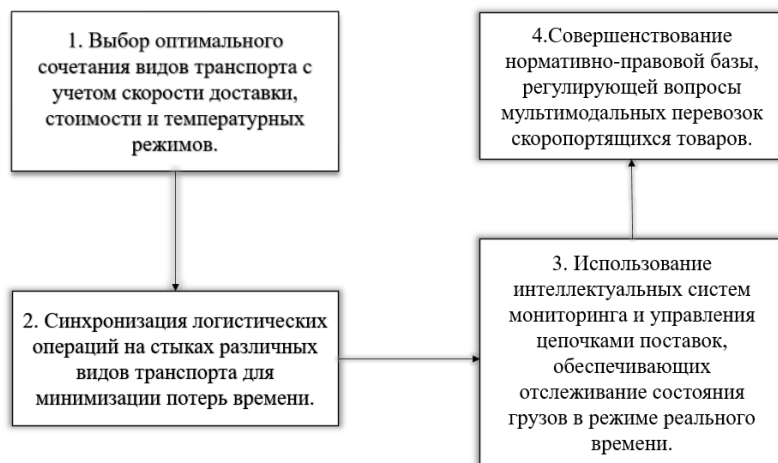 1. Выбор оптимального
сочетания видов транспорта с
учетом скорости доставки,
стоимости и температурных
режимов.
2. Синхронизация логистических
операций на стыках различных
видов транспорта для
минимизации потерь времени.
3. Использование
интеллектуальных систем
мониторинга и управления
цепочками поставок,
обеспечивающих
отслеживание состояния
грузов в режиме реального
времени.
4.Совершенствование
нормативно-правовой базы,
регулирующей вопросы
мультимодальных перевозок
скоропортящихся товаров.